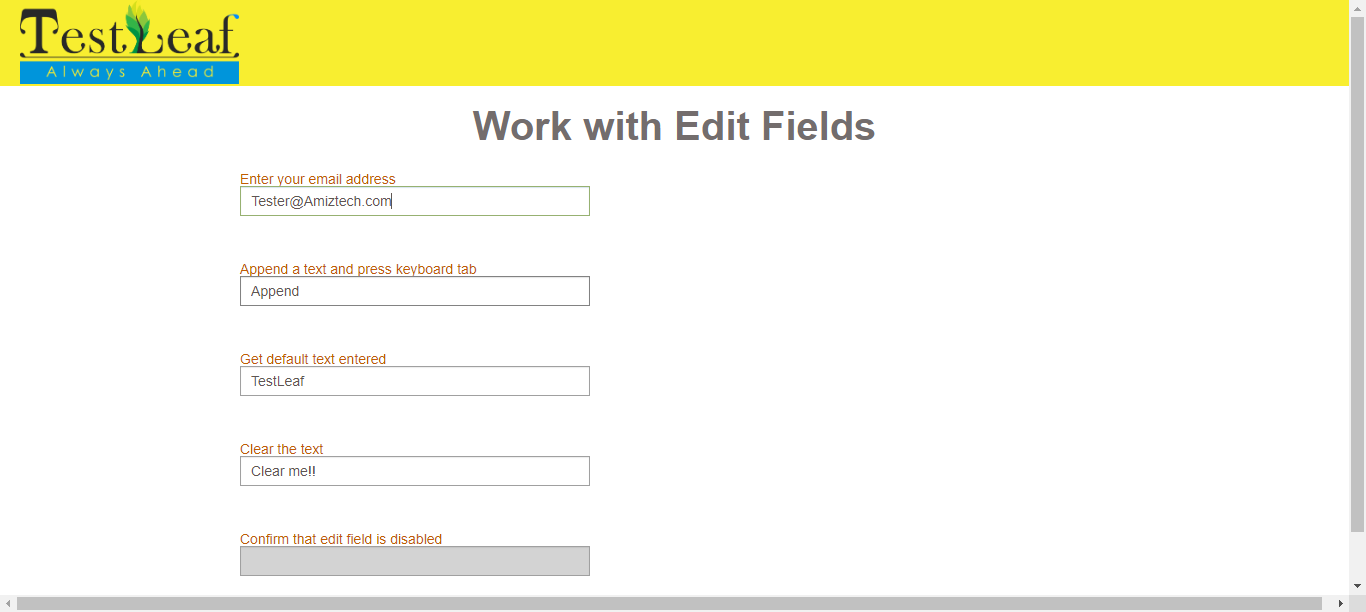 TestLeaf
Always Ahead
Work with Edit Fields
Enter your email address
Tester@Amiztech.com
Append a text and press keyboard tab
Append
Get default text entered
TestLeaf
Clear the text
Clear me!!
Confirm that edit field is disabled